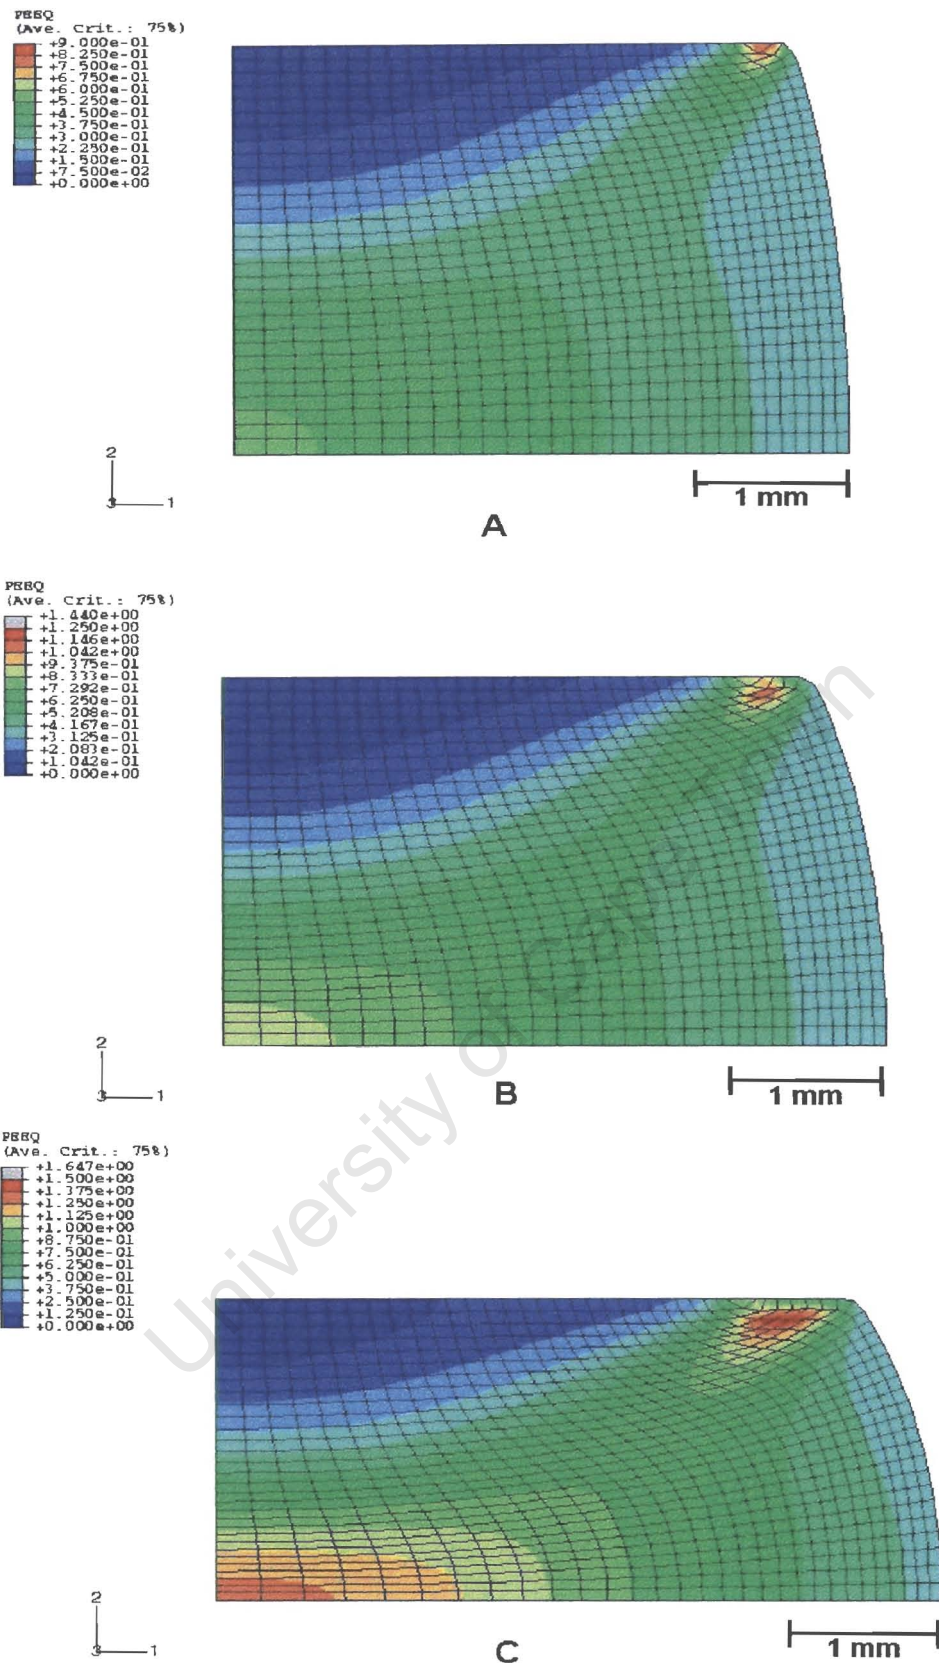 PEEQ
(Ave. Crit.: 75%)
+9.000e-01
+8.250e-01
+7.500e-01
+6.750e-01
+6.000e-01
+5.250e-01
+4.500e-01
+3.750e-01
+3.000e-01
+2.250e-01
+1.500e-01
+7.500e-02
+0.000e+00
2
3 1
1 mm
A
PEEQ
(Ave. Crit.: 75%)
+1.440e+00
+1.250e+00
+1.146e+00
+1.042e+00
+9.375e-01
+8.333e-01
+7.292e-01
+6.250e-01
+5.208e-01
+4.167e-01
+3.125e-01
+2.083e-01
+1.042e-01
+0.000e+00
2
3 1
1 mm
B
PEEQ
(Ave. Crit.: 75%)
+1.647e+00
+1.500e+00
+1.375e+00
+1.250e+00
+1.125e+00
+1.000e+00
+8.750e-01
+7.500e-01
+6.250e-01
+5.000e-01
+3.750e-01
+2.500e-01
+1.250e-01
+0.000e+00
2
3 1
1 mm
C
University of Cape